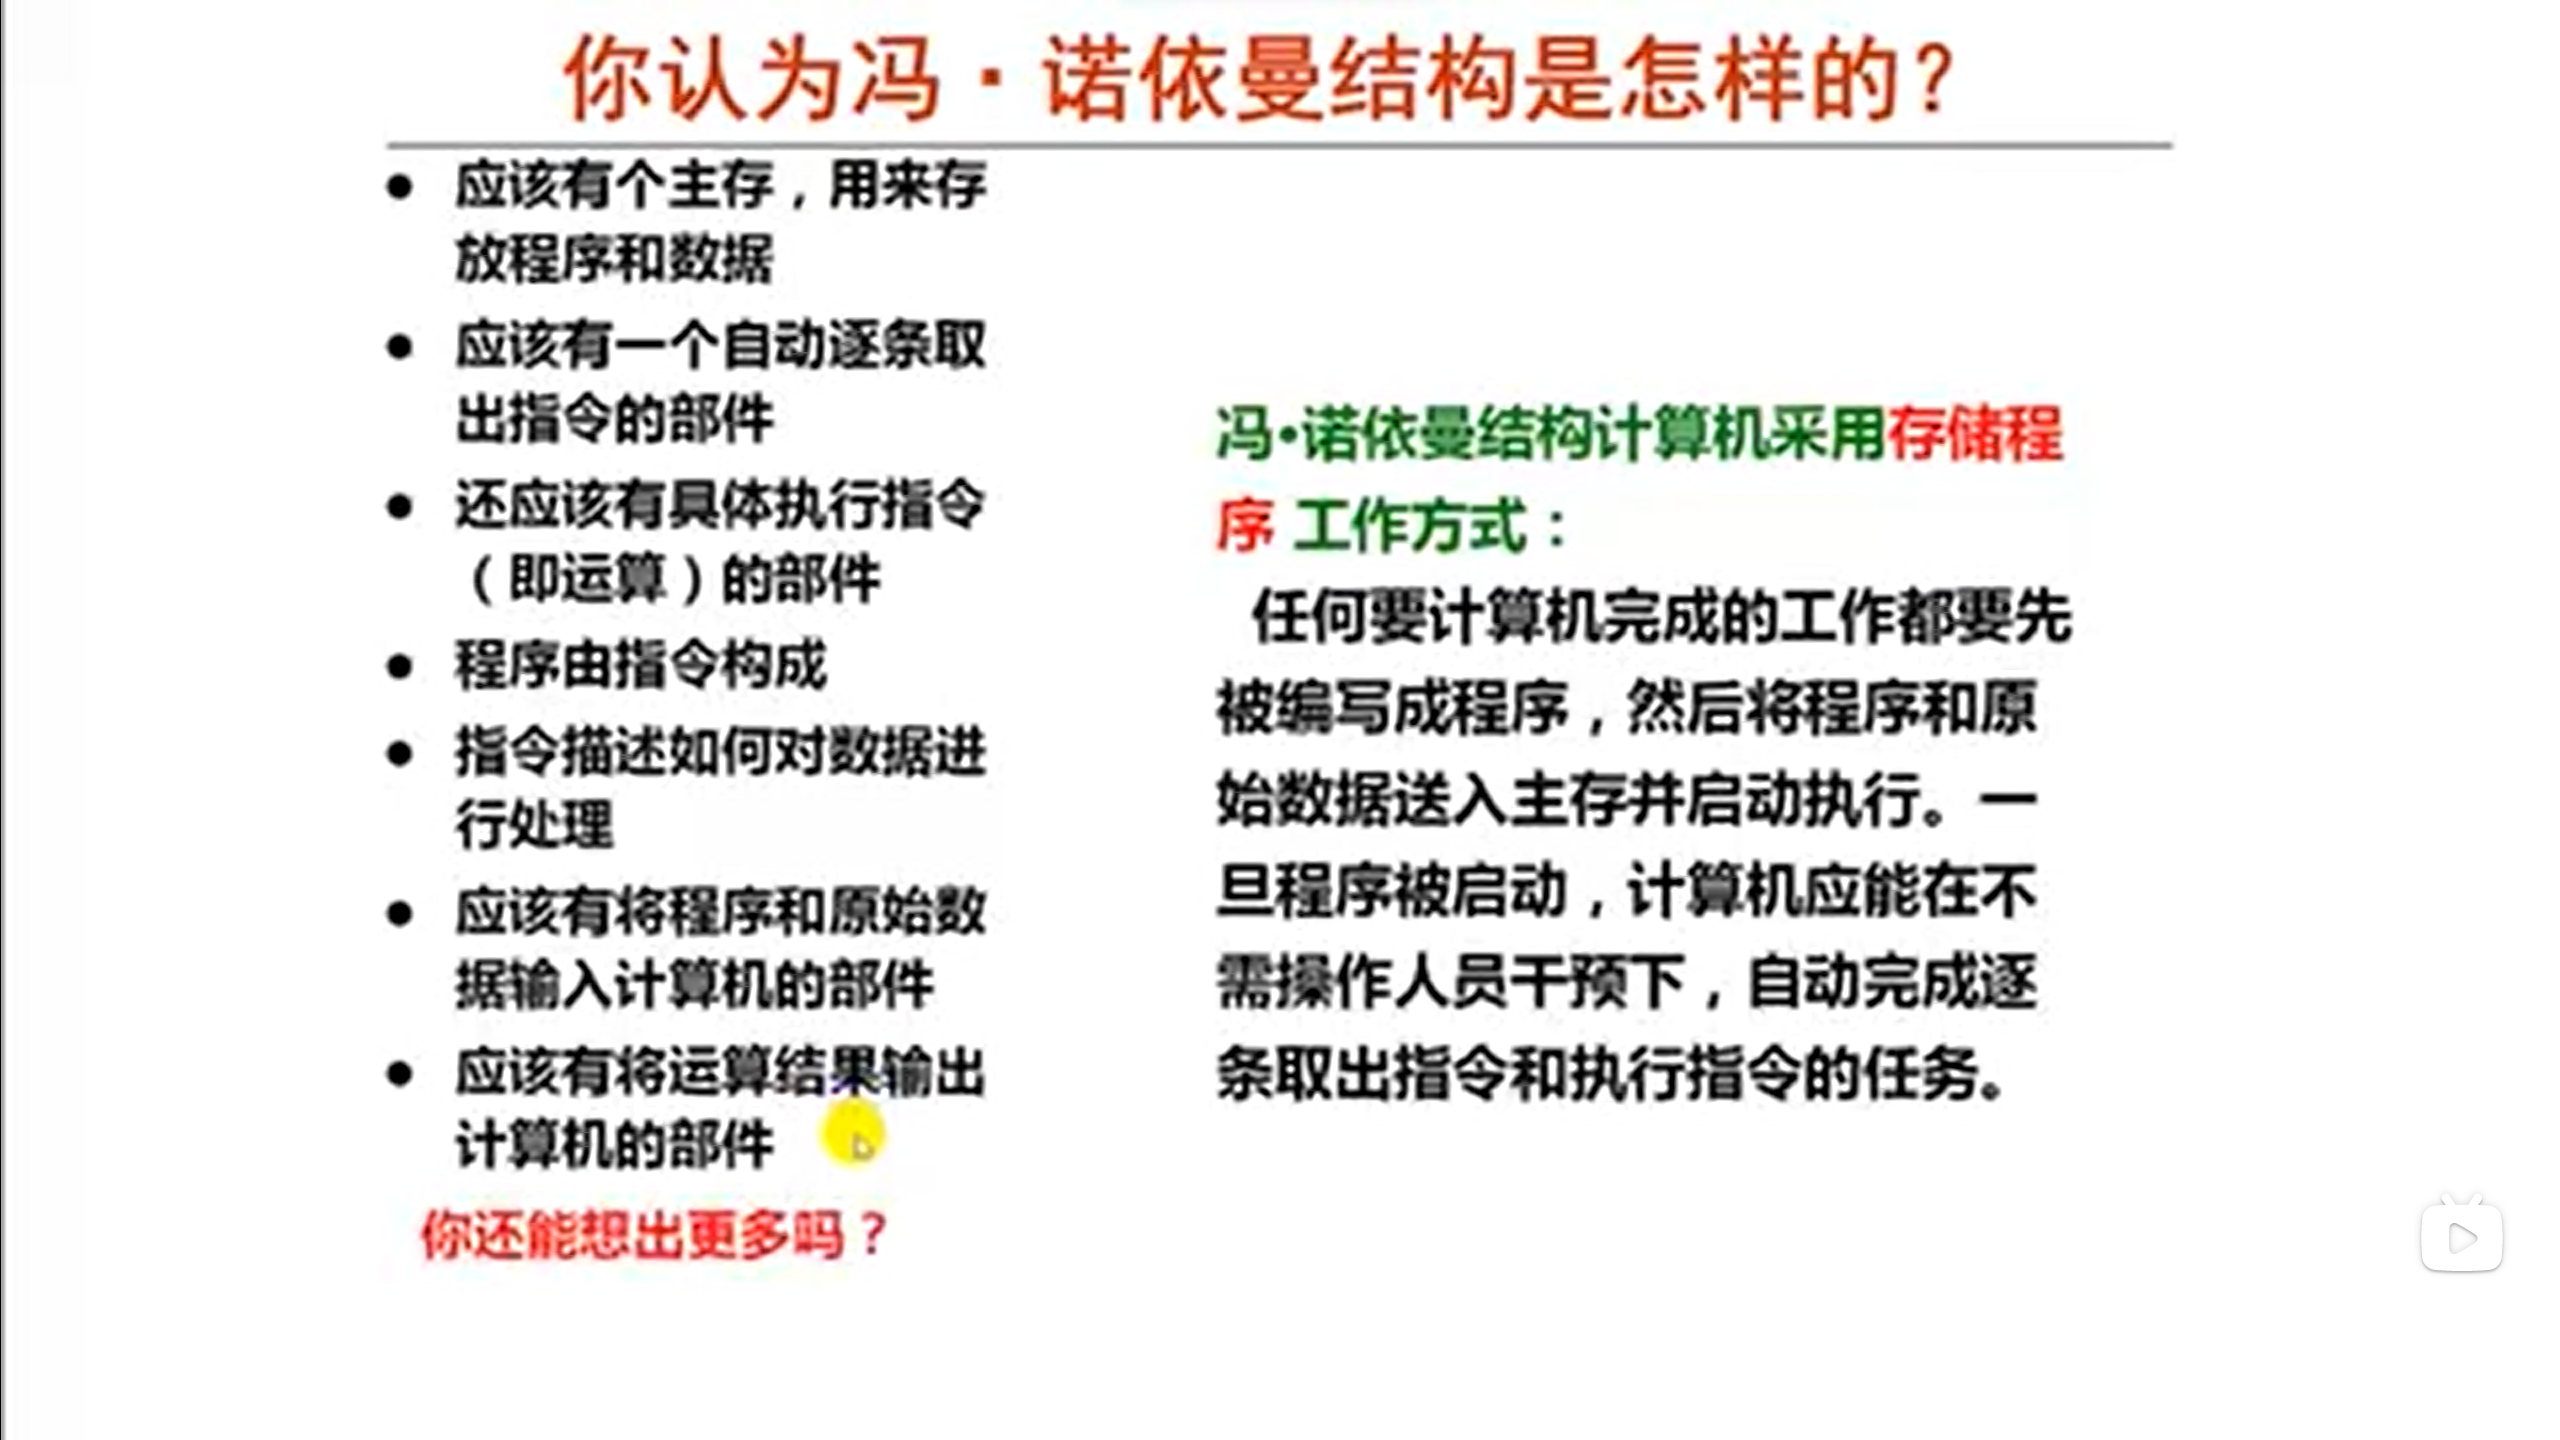 你认为冯·诺依曼结构是怎样的？
● 应该有个主存，用来存
放程序和数据
● 应该有一个自动逐条取
出指令的部件
● 还应该有具体执行指令
（即运算）的部件
● 程序由指令构成
● 指令描述如何对数据进
行处理
● 应该有将程序和原始数
据输入计算机的部件
● 应该有将运算结果输出
计算机的部件
你还能想出更多吗？
冯·诺依曼结构计算机采用存储程
序 工作方式：
任何要计算机完成的工作都要先
被编写成程序，然后将程序和原
始数据送入主存并启动执行。一
旦程序被启动，计算机应能在不
需操作人员干预下，自动完成逐
条取出指令和执行指令的任务。